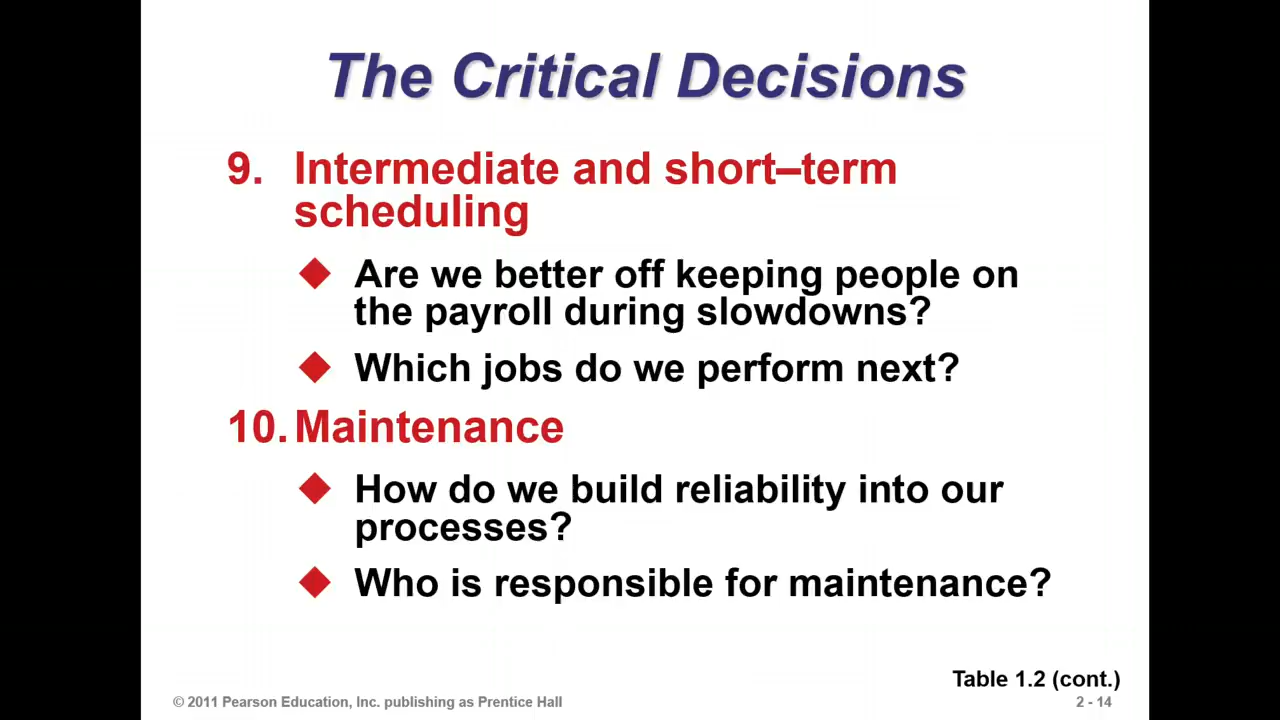 The Critical Decisions
9. Intermediate and short–term
scheduling
Are we better off keeping people on
the payroll during slowdowns?
Which jobs do we perform next?
10. Maintenance
How do we build reliability into our
processes?
Who is responsible for maintenance?
Table 1.2 (cont.)
© 2011 Pearson Education, Inc. publishing as Prentice Hall
2 - 14